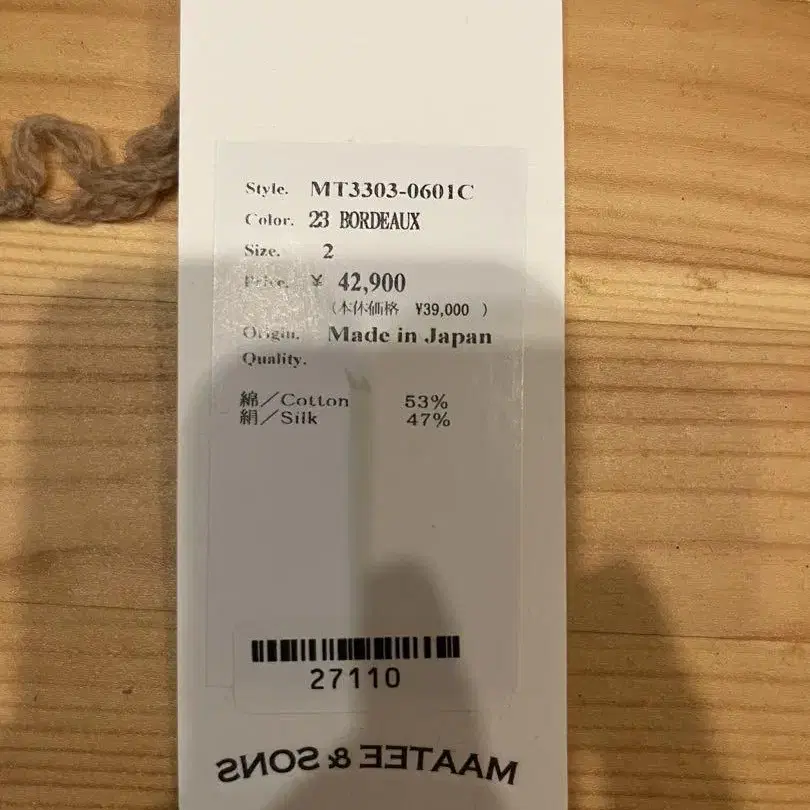 Style. MT3303-0601C
Color. 23 BORDEAUX
Size. 2
Price. ¥ 42,900
(本体価格 ¥39,000 )
Origin. Made in Japan
Quality.
綿／Cotton 53%
絹／Silk 47%
27110
MAATEE & SONS